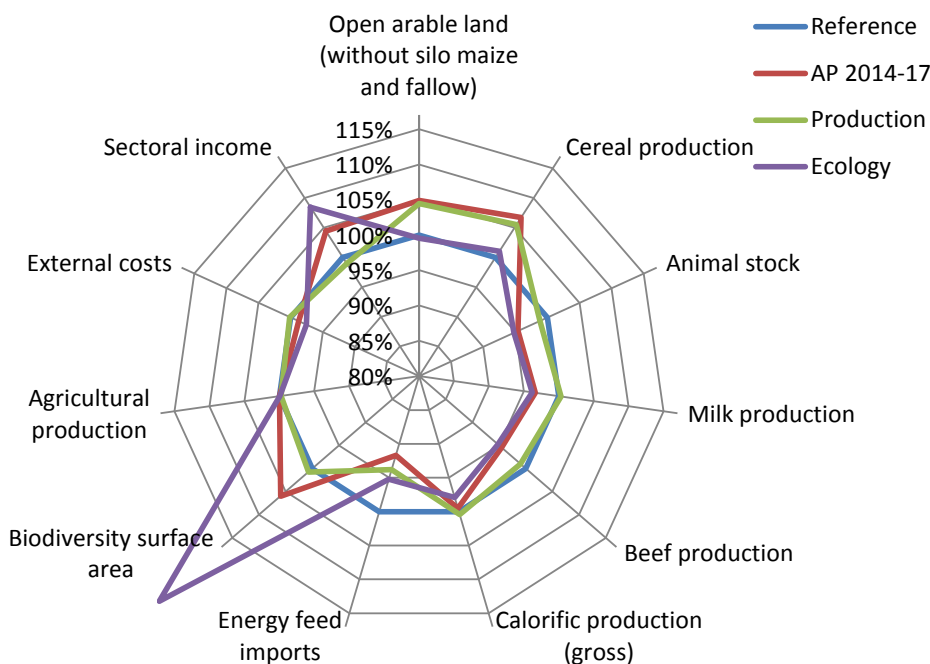 Open arable land
(without silo maize
and fallow)
Reference
AP 2014-17
Production
Ecology
115%
110%
105%
100%
95%
90%
85%
80%
Sectoral income
Cereal production
External costs
Animal stock
Agricultural
production
Milk production
Biodiversity surface
area
Beef production
Energy feed
imports
Calorific production
(gross)